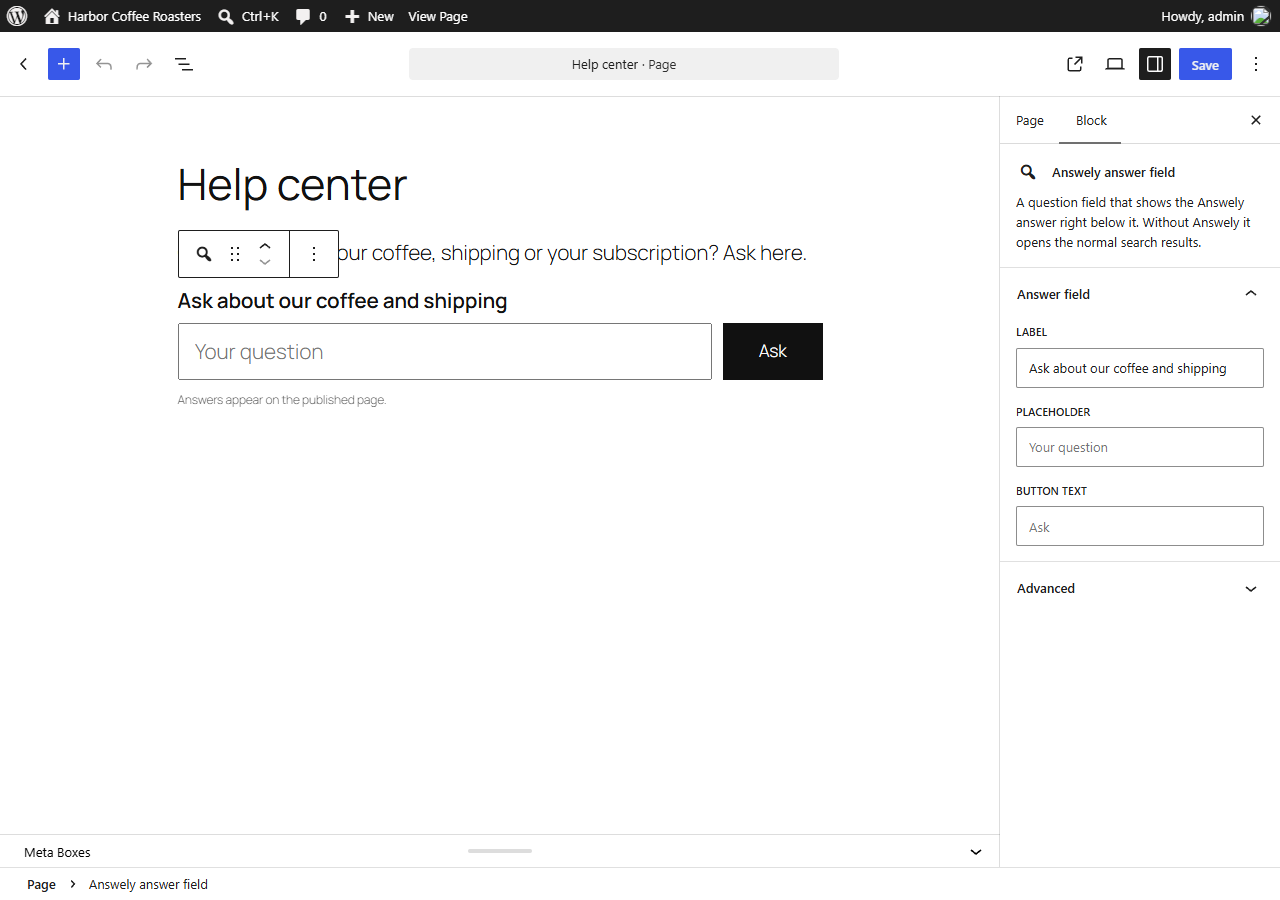 Harbor Coffee Roasters Ctrl+K 0 New View Page Howdy, admin
Help center · Page
Save
Page Block
Help center
our coffee, shipping or your subscription? Ask here.
Ask about our coffee and shipping
Your question
Ask
Answers appear on the published page.
Answely answer field
A question field that shows the Answely
answer right below it. Without Answely it
opens the normal search results.
Answer field
LABEL
Ask about our coffee and shipping
PLACEHOLDER
Your question
BUTTON TEXT
Ask
Advanced
Meta Boxes
Page Answely answer field